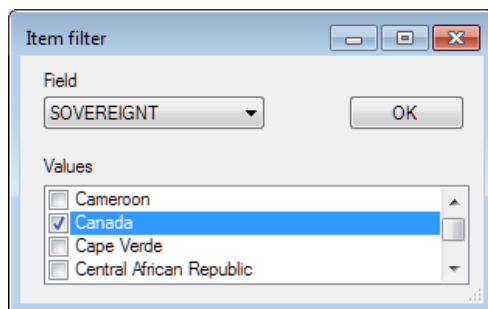 Item filter
Field
SOVEREIGNT
OK
Values
Cameroon
Canada
Cape Verde
Central African Republic